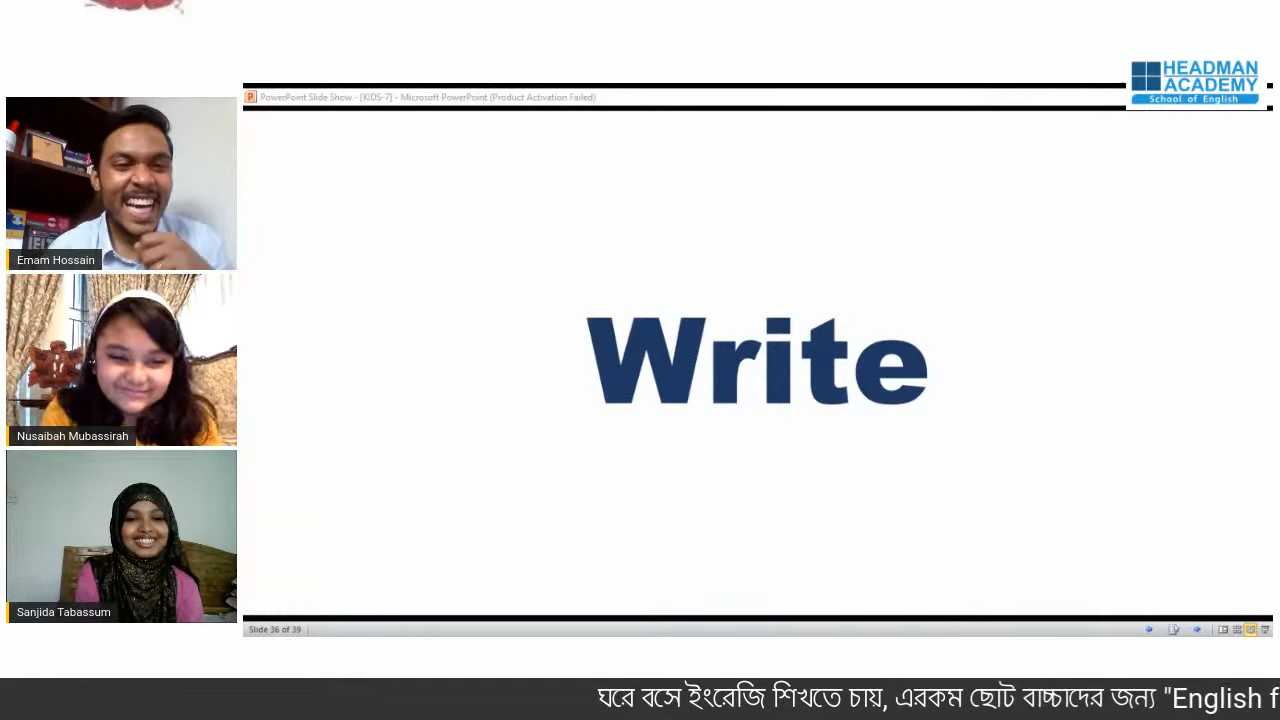 HEADMAN
ACADEMY
School of English
PowerPoint Slide Show - [KIDS-7] - Microsoft PowerPoint (Product Activation Failed)
Emam Hossain
Nusaibah Mubassirah
Sanjida Tabassum
Write
Slide 36 of 39
ঘরে বসে ইংরেজি শিখতে চায়, এরকম ছোট বাচ্চাদের জন্য "English f